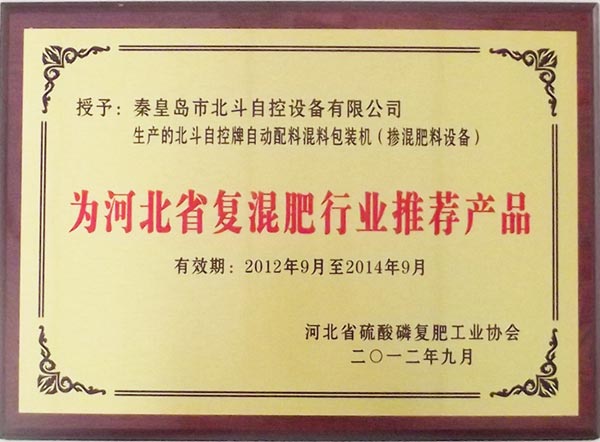 授予：秦皇岛市北斗自控设备有限公司
生产的北斗自控牌自动配料混料包装机（掺混肥料设备）
为河北省复混肥行业推荐产品
有效期：2012年9月至2014年9月
河北省硫酸磷复肥工业协会
二〇一二年九月